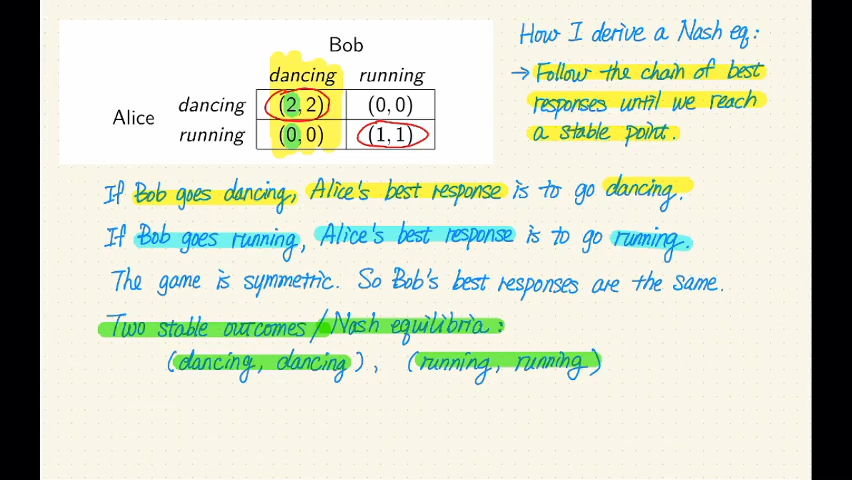 Bob
dancing running
Alice
dancing (2, 2) (0, 0)
running (0, 0) (1, 1)
How I derive a Nash eq:
→ Follow the chain of best
responses until we reach
a stable point.
If Bob goes dancing, Alice's best response is to go dancing.
If Bob goes running, Alice's best response is to go running.
The game is symmetric. So Bob's best responses are the same.
Two stable outcomes / Nash equilibria:
(dancing, dancing), (running, running)